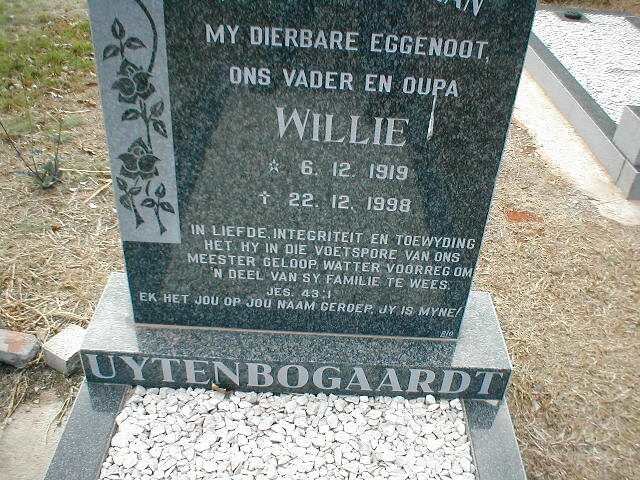 MY DIERBARE EGGENOOT,
ONS VADER EN OUPA
WILLIE
☆ 6. 12. 1919
† 22. 12. 1998
IN LIEFDE, INTEGRITEIT EN TOEWYDING
HET HY IN DIE VOETSPORE VAN ONS
MEESTER GELOOP. WATTER VOORREG OM
'N DEEL VAN SY FAMILIE TE WEES.
JES. 43:1
EK HET JOU OP JOU NAAM GEROEP, JY IS MYNE!
UYTENBOGAARDT